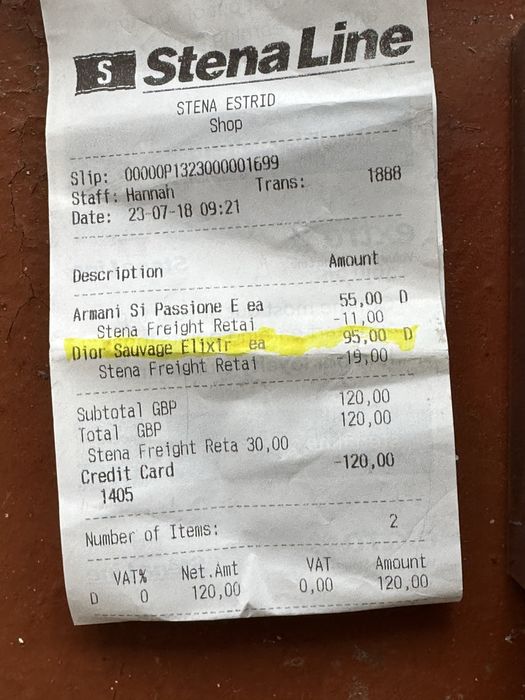 S Stena Line
STENA ESTRID
Shop
Slip: 00000P1323000001699
Staff: Hannah Trans: 1888
Date: 23-07-18 09:21
Description Amount
Armani Si Passione E ea 55,00 D
Stena Freight Retai -11,00
Dior Sauvage Elixir ea 95,00 D
Stena Freight Retai -19,00
Subtotal GBP 120,00
Total GBP 120,00
Stena Freight Reta 30,00
Credit Card -120,00
1405
Number of Items: 2
VAT% Net.Amt VAT Amount
D 0 120,00 0,00 120,00